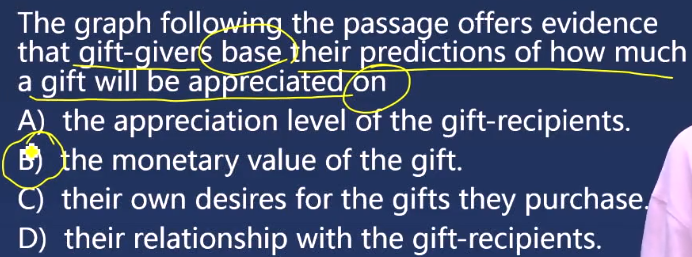 The graph following the passage offers evidence
that gift-givers base their predictions of how much
a gift will be appreciated on
A) the appreciation level of the gift-recipients.
B) the monetary value of the gift.
C) their own desires for the gifts they purchase.
D) their relationship with the gift-recipients.